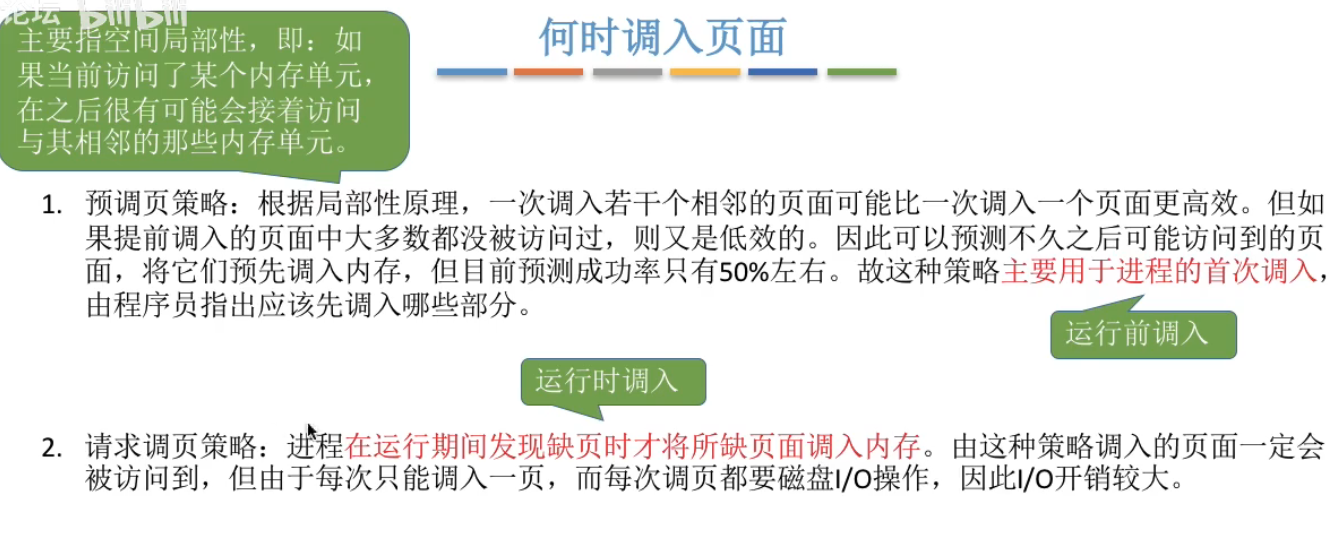 论坛 bilibili
主要指空间局部性，即：如
果当前访问了某个内存单元，
在之后很有可能会接着访问
与其相邻的那些内存单元。
何时调入页面
1. 预调页策略：根据局部性原理，一次调入若干个相邻的页面可能比一次调入一个页面更高效。但如
果提前调入的页面中大多数都没被访问过，则又是低效的。因此可以预测不久之后可能访问到的页
面，将它们预先调入内存，但目前预测成功率只有50%左右。故这种策略主要用于进程的首次调入，
由程序员指出应该先调入哪些部分。
运行前调入
运行时调入
2. 请求调页策略：进程在运行期间发现缺页时才将所缺页面调入内存。由这种策略调入的页面一定会
被访问到，但由于每次只能调入一页，而每次调页都要磁盘I/O操作，因此I/O开销较大。